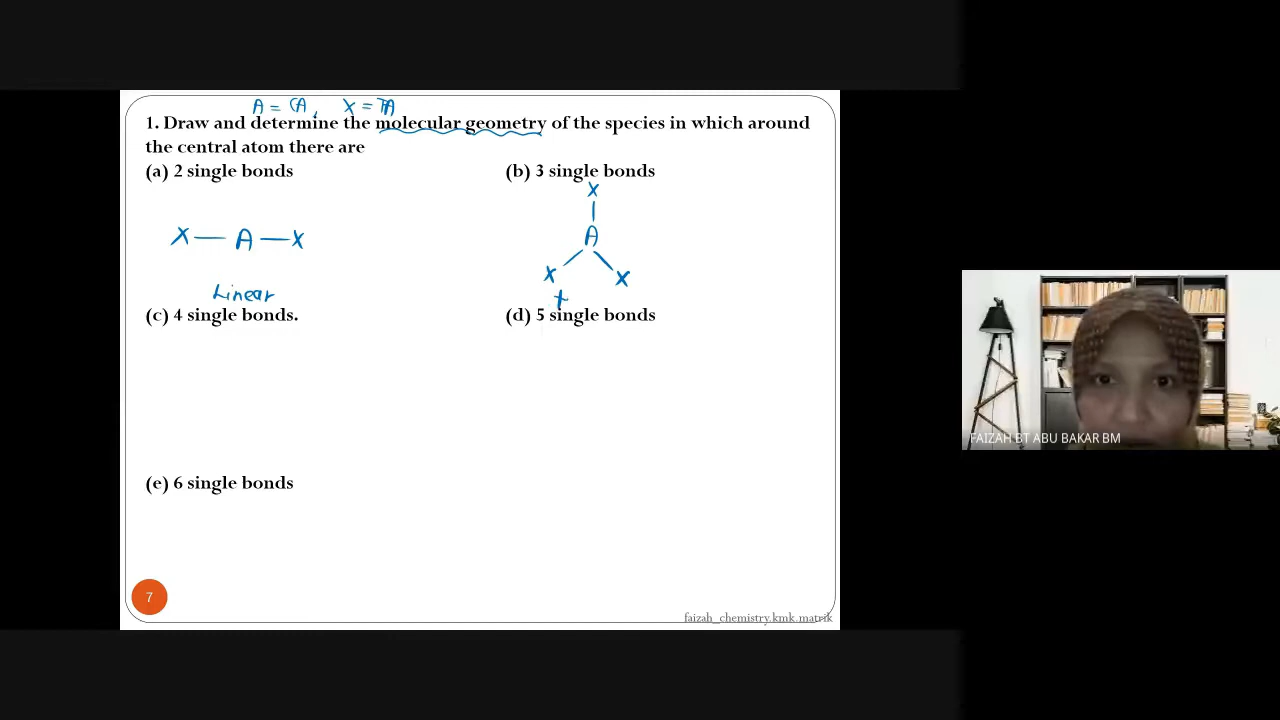 A = CA, X = TA
1. Draw and determine the molecular geometry of the species in which around
the central atom there are
(a) 2 single bonds
(b) 3 single bonds
X
X — A — X
A
X X
Linear
t
(c) 4 single bonds.
(d) 5 single bonds
(e) 6 single bonds
7
faizah_chemistry.kmk.matrik
FAIZAH BT ABU BAKAR BM